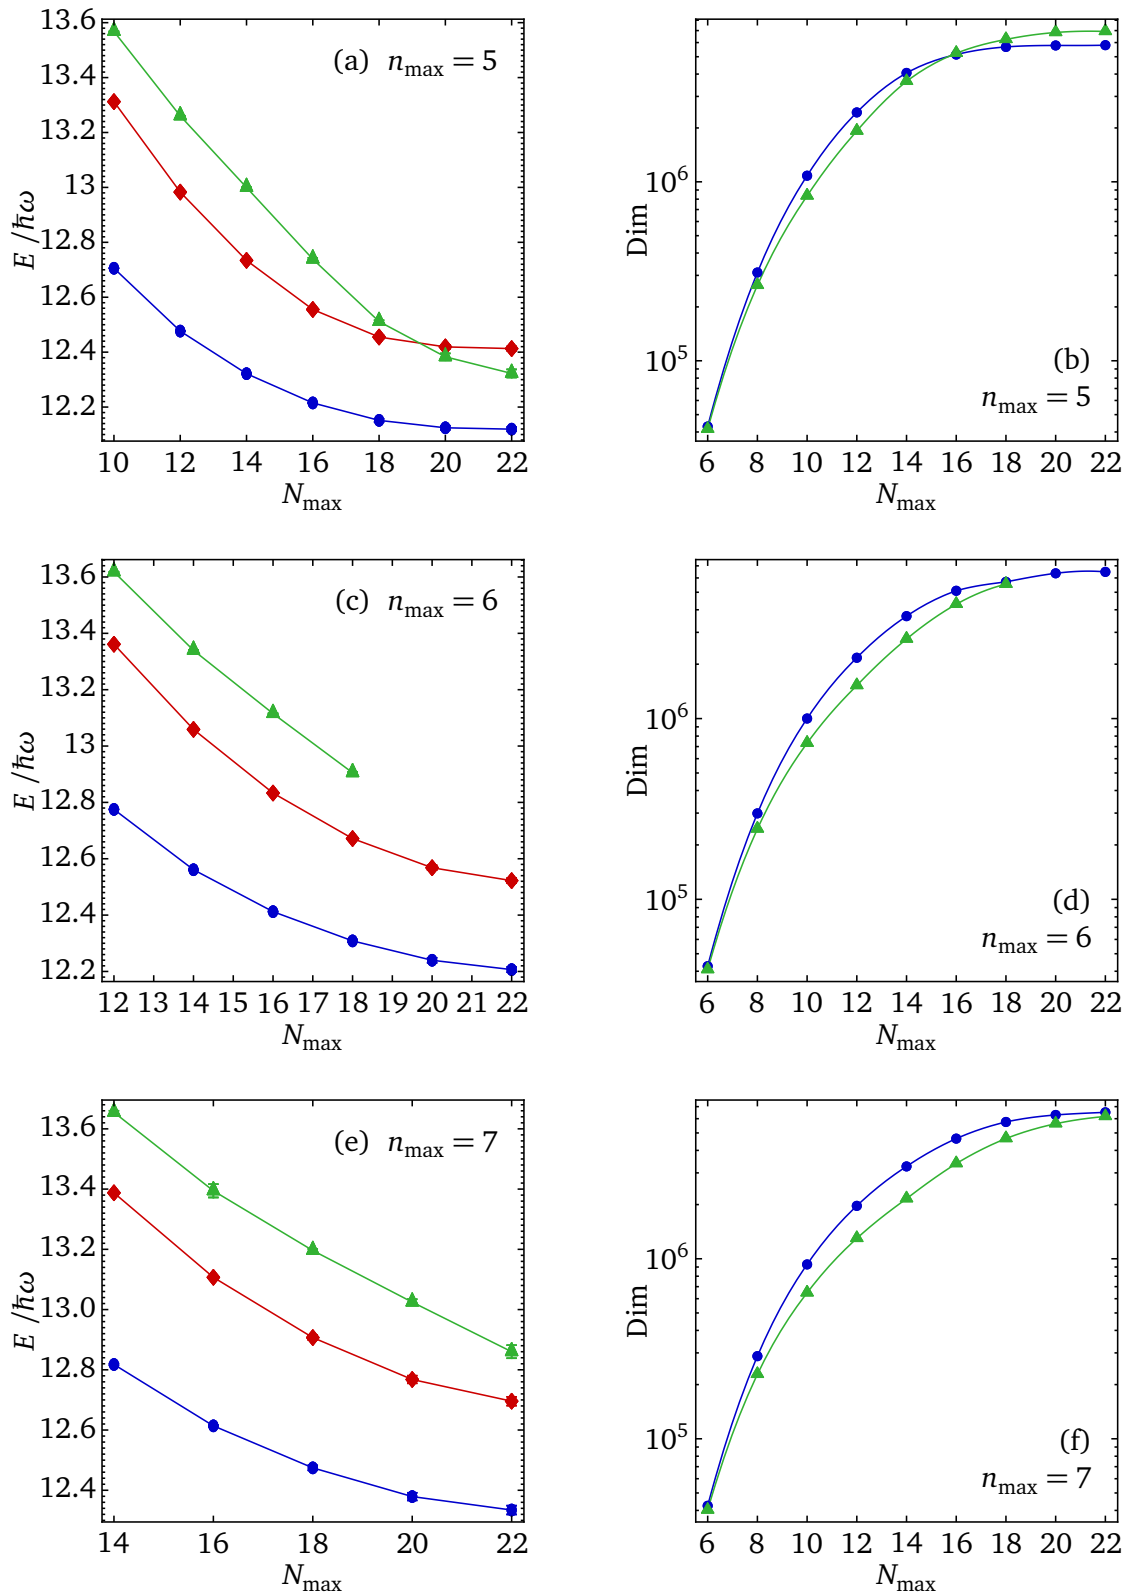 (a) n_max = 5
E/ħω
13.6
13.4
13.2
13
12.8
12.6
12.4
12.2
10 12 14 16 18 20 22
N_max
(b)
n_max = 5
Dim
10^6
10^5
6 8 10 12 14 16 18 20 22
N_max
(c) n_max = 6
E/ħω
13.6
13.4
13.2
13
12.8
12.6
12.4
12.2
12 13 14 15 16 17 18 19 20 21 22
N_max
(d)
n_max = 6
Dim
10^6
10^5
6 8 10 12 14 16 18 20 22
N_max
(e) n_max = 7
E/ħω
13.6
13.4
13.2
13.0
12.8
12.6
12.4
14 16 18 20 22
N_max
(f)
n_max = 7
Dim
10^6
10^5
6 8 10 12 14 16 18 20 22
N_max